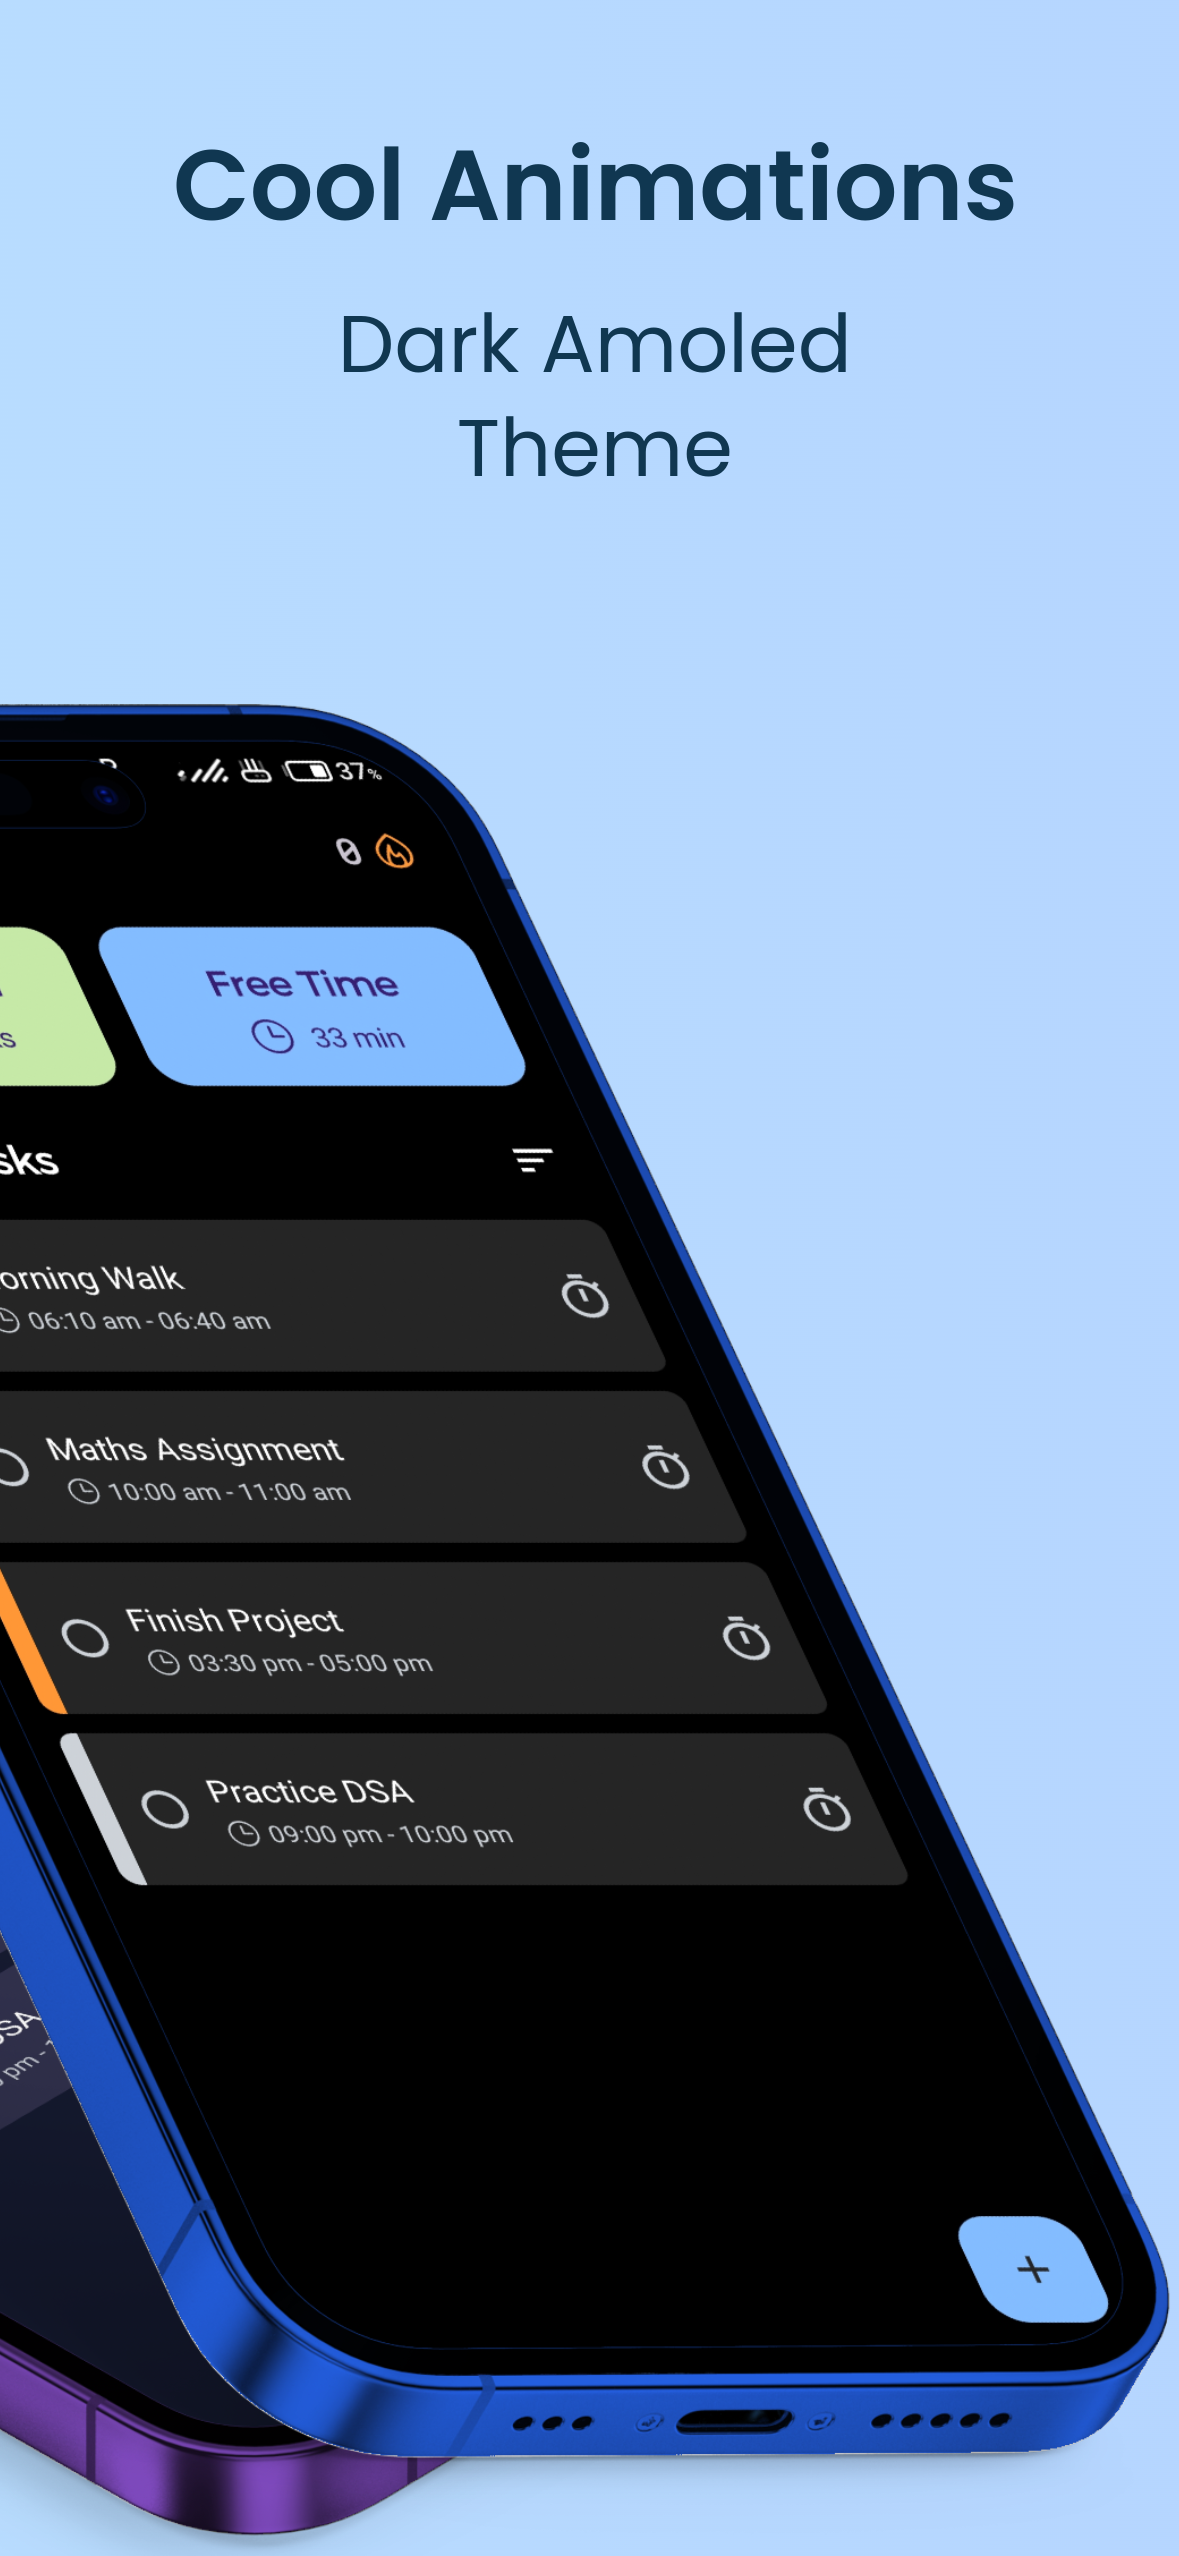 Cool Animations
Dark Amoled
Theme
37%
0
Free Time
33 min
06:10 am - 06:40 am
Walk
Maths Assignment
10:00 am - 11:00 am
Finish Project
03:30 pm - 05:00 pm
Practice DSA
09:00 pm - 10:00 pm
pm -